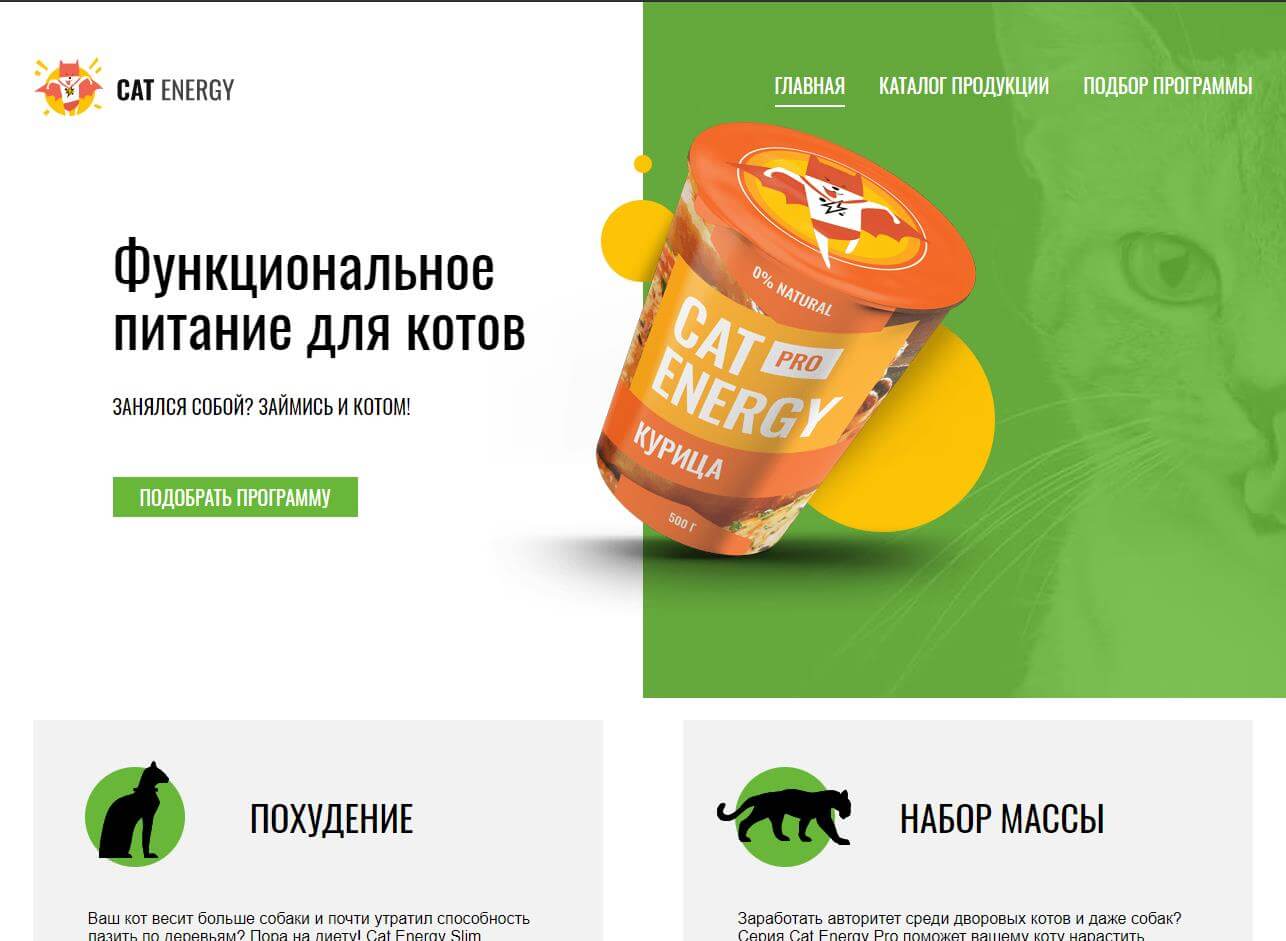 CAT ENERGY
ГЛАВНАЯ
КАТАЛОГ ПРОДУКЦИИ
ПОДБОР ПРОГРАММЫ
Функциональное
питание для котов
ЗАНЯЛСЯ СОБОЙ? ЗАЙМИСЬ И КОТОМ!
ПОДОБРАТЬ ПРОГРАММУ
0% NATURAL
CAT PRO
ENERGY
КУРИЦА
500 Г
ПОХУДЕНИЕ
Ваш кот весит больше собаки и почти утратил способность
лазить по деревьям? Пора на диету! Cat Energy Slim
НАБОР МАССЫ
Заработать авторитет среди дворовых котов и даже собак?
Серия Cat Energy Pro поможет вашему коту нарастить